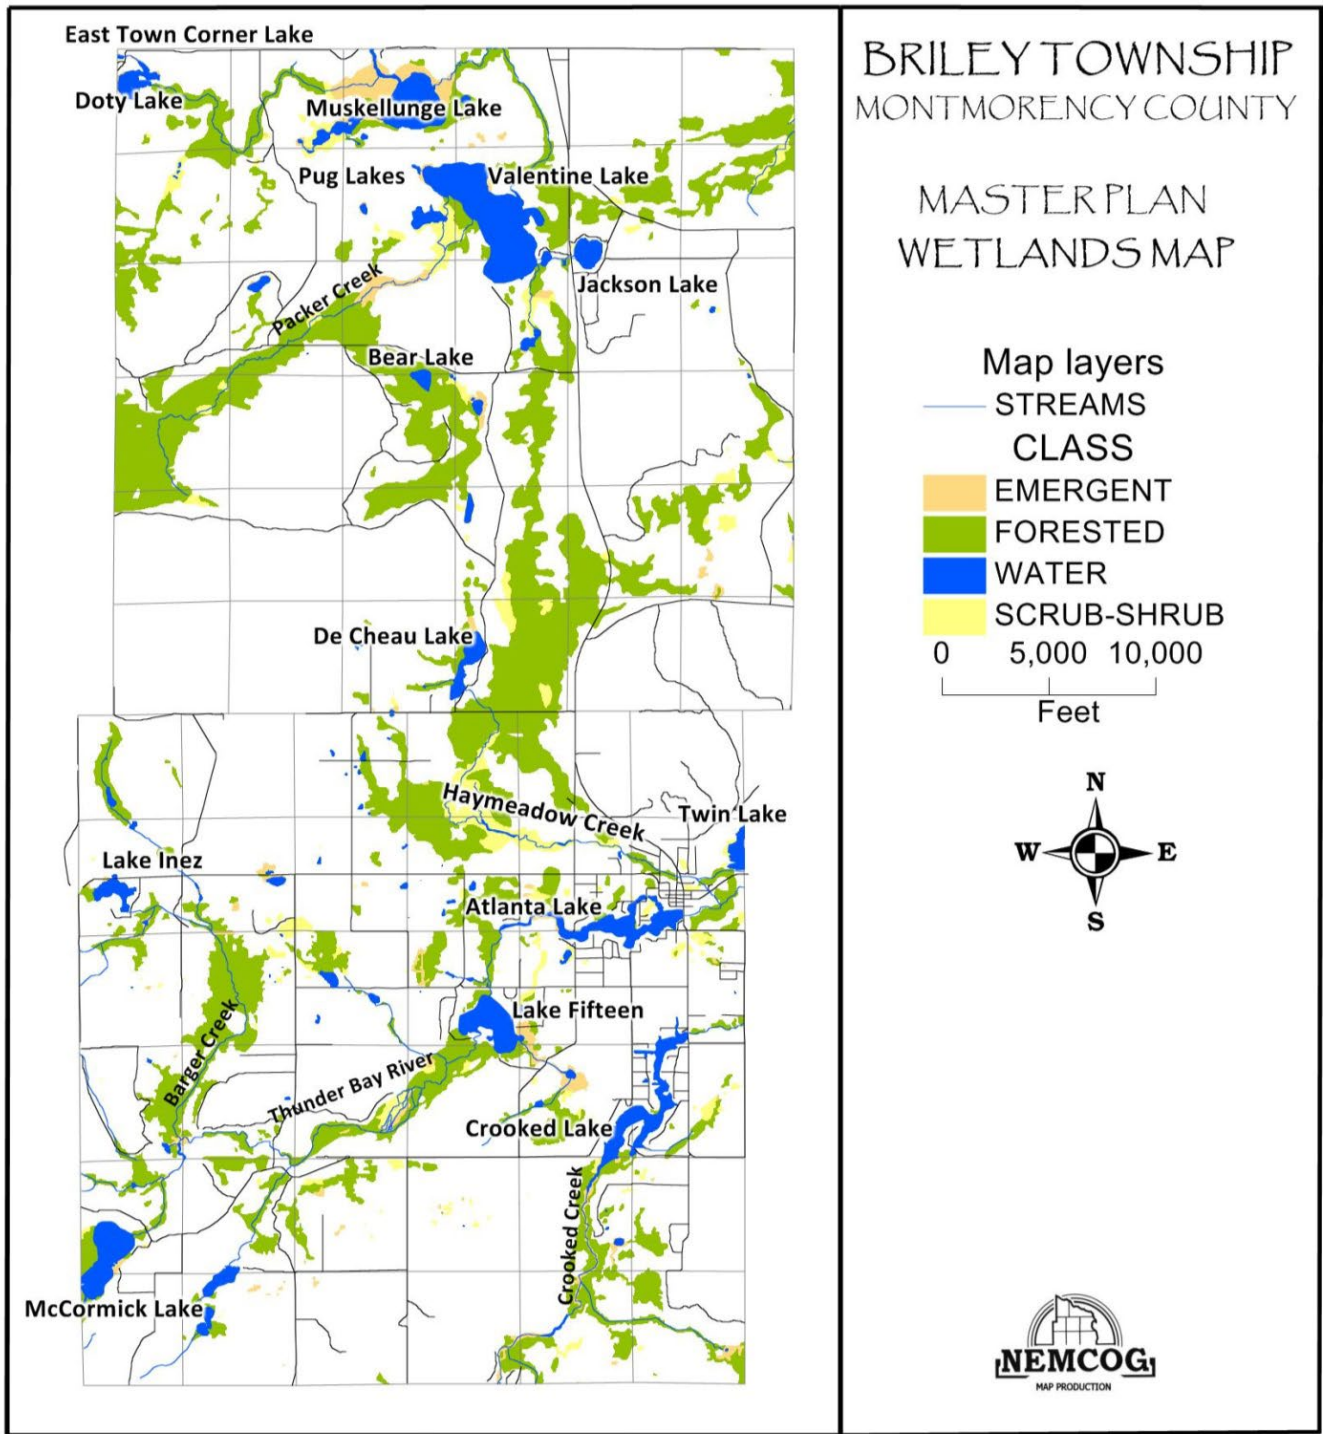 East Town Corner Lake
Doty Lake
Muskellunge Lake
Pug Lakes
Valentine Lake
Jackson Lake
Packer Creek
Bear Lake
De Cheau Lake
Haymeadow Creek
Twin Lake
Lake Inez
Atlanta Lake
Lake Fifteen
Barger Creek
Thunder Bay River
Crooked Lake
Crooked Creek
McCormick Lake
BRILEY TOWNSHIP
MONTMORENCY COUNTY
MASTER PLAN
WETLANDS MAP
Map layers
STREAMS
CLASS
EMERGENT
FORESTED
WATER
SCRUB-SHRUB
0 5,000 10,000
Feet
N
W E
S
NEMCOG
MAP PRODUCTION